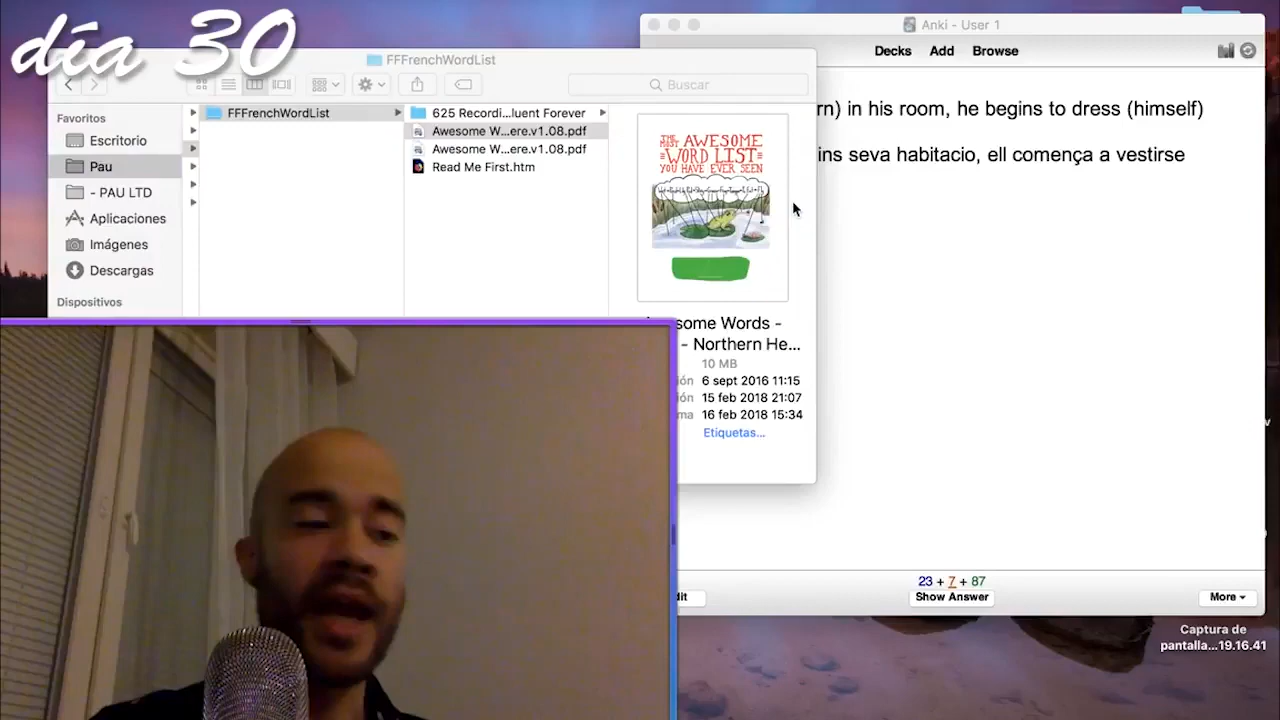 día 30
FFFrenchWordList
Buscar
Favoritos
Escritorio
Pau
- PAU LTD
Aplicaciones
Imágenes
Descargas
Dispositivos
FFFrenchWordList
625 Recordi...luent Forever
Awesome W...ere.v1.08.pdf
Awesome W...ere.v1.08.pdf
Read Me First.htm
THE MOST AWESOME
WORD LIST
YOU HAVE EVER SEEN
some Words -
- Northern He...
10 MB
ión 6 sept 2016 11:15
ión 15 feb 2018 21:07
ma 16 feb 2018 15:34
Etiquetas...
Anki - User 1
Decks Add Browse
rn) in his room, he begins to dress (himself)
ins seva habitacio, ell comença a vestirse
23 + 7 + 87
dit
Show Answer
More
Captura de
pantalla...19.16.41